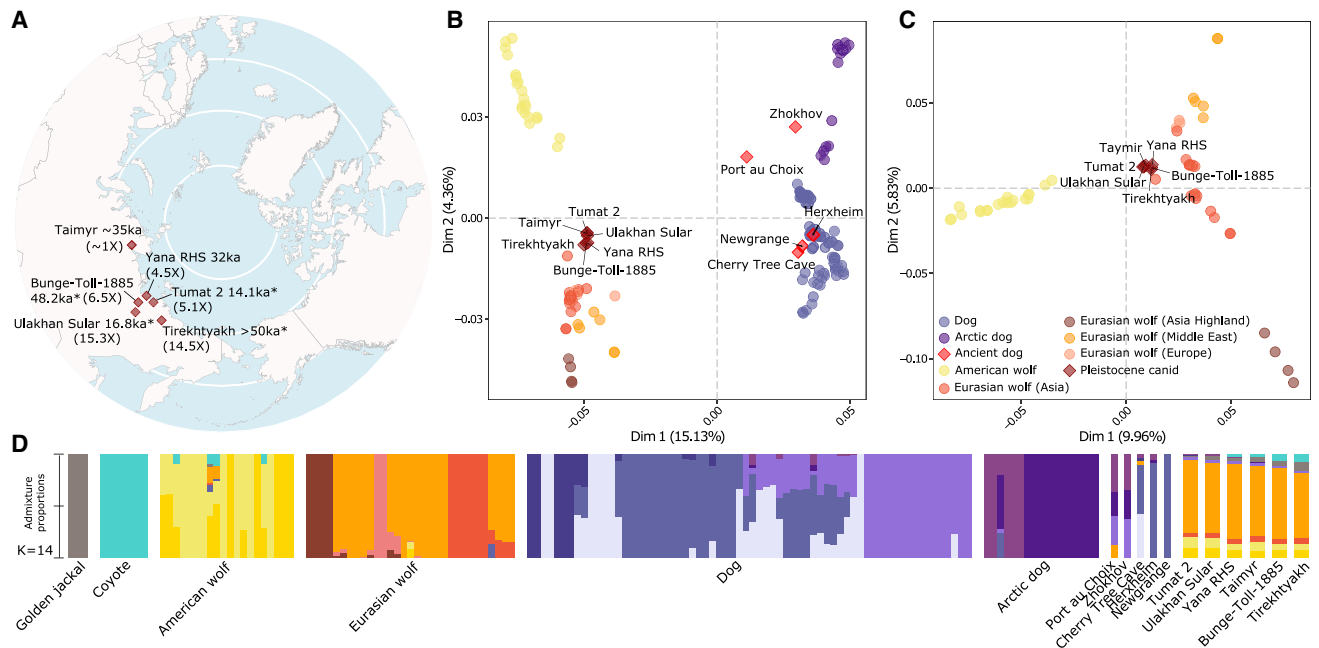 A
Taimyr ~35ka
(~1X)
Yana RHS 32ka
(4.5X)
Bunge-Toll-1885
48.2ka* (6.5X)
Tumat 2 14.1ka*
(5.1X)
Ulakhan Sular 16.8ka*
(15.3X)
Tirekhtyakh >50ka*
(14.5X)
B
Dim 2 (4.36%)
0.03
0.00
−0.03
Zhokhov
Port au Choix
Tumat 2
Taimyr
Ulakhan Sular
Tirekhtyakh
Yana RHS
Bunge-Toll-1885
Herxheim
Newgrange
Cherry Tree Cave
−0.05
0.00
0.05
Dim 1 (15.13%)
C
Dim 2 (5.83%)
0.05
0.00
−0.05
−0.10
Taymir
Yana RHS
Tumat 2
Bunge-Toll-1885
Ulakhan Sular
Tirekhtyakh
Dog
Arctic dog
Ancient dog
American wolf
Eurasian wolf (Asia)
Eurasian wolf (Asia Highland)
Eurasian wolf (Middle East)
Eurasian wolf (Europe)
Pleistocene canid
−0.05
0.00
0.05
Dim 1 (9.96%)
D
Admixture
proportions
K=14
Golden jackal
Coyote
American wolf
Eurasian wolf
Dog
Arctic dog
Port au Choix
Zhokhov
Cherry Tree Cave
Herxheim
Newgrange
Tumat 2
Ulakhan Sular
Yana RHS
Taimyr
Bunge-Toll-1885
Tirekhtyakh